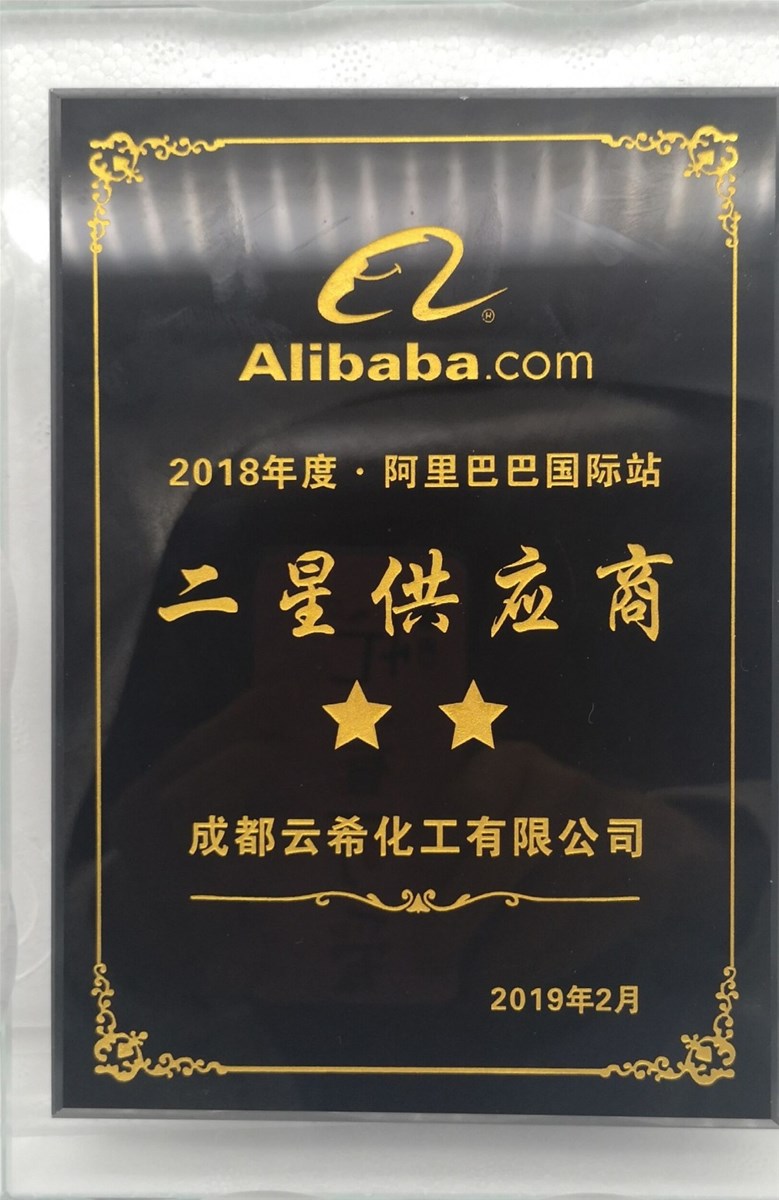 Alibaba.com
2018年度·阿里巴巴国际站
二星供应商
成都云希化工有限公司
2019年2月